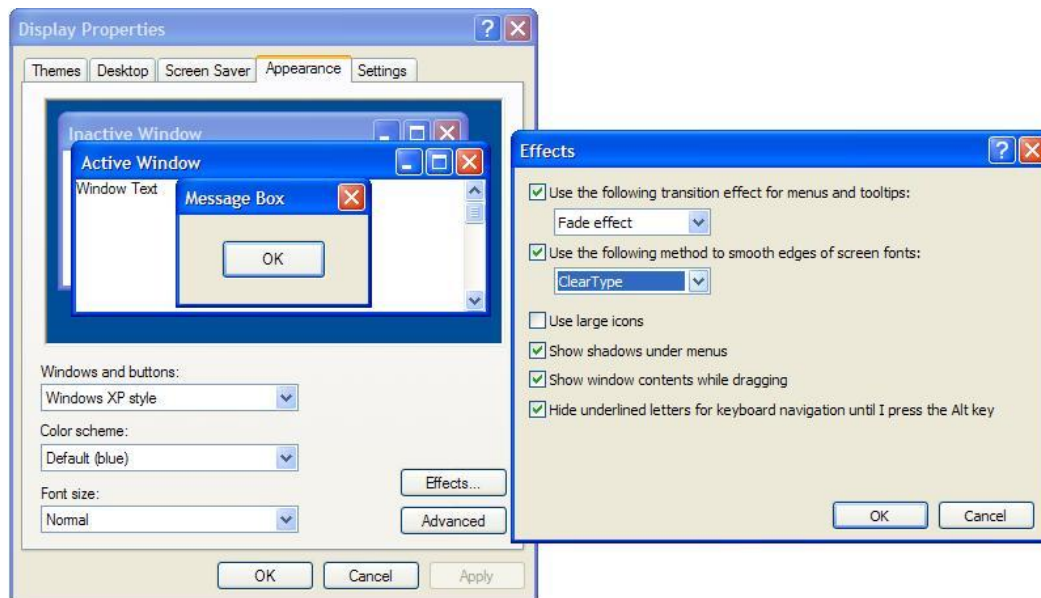 Display Properties
Themes Desktop Screen Saver Appearance Settings
Inactive Window
Active Window
Window Text
Message Box
OK
Windows and buttons:
Windows XP style
Color scheme:
Default (blue)
Font size:
Normal
Effects...
Advanced
OK Cancel Apply
Effects
Use the following transition effect for menus and tooltips:
Fade effect
Use the following method to smooth edges of screen fonts:
ClearType
Use large icons
Show shadows under menus
Show window contents while dragging
Hide underlined letters for keyboard navigation until I press the Alt key
OK Cancel